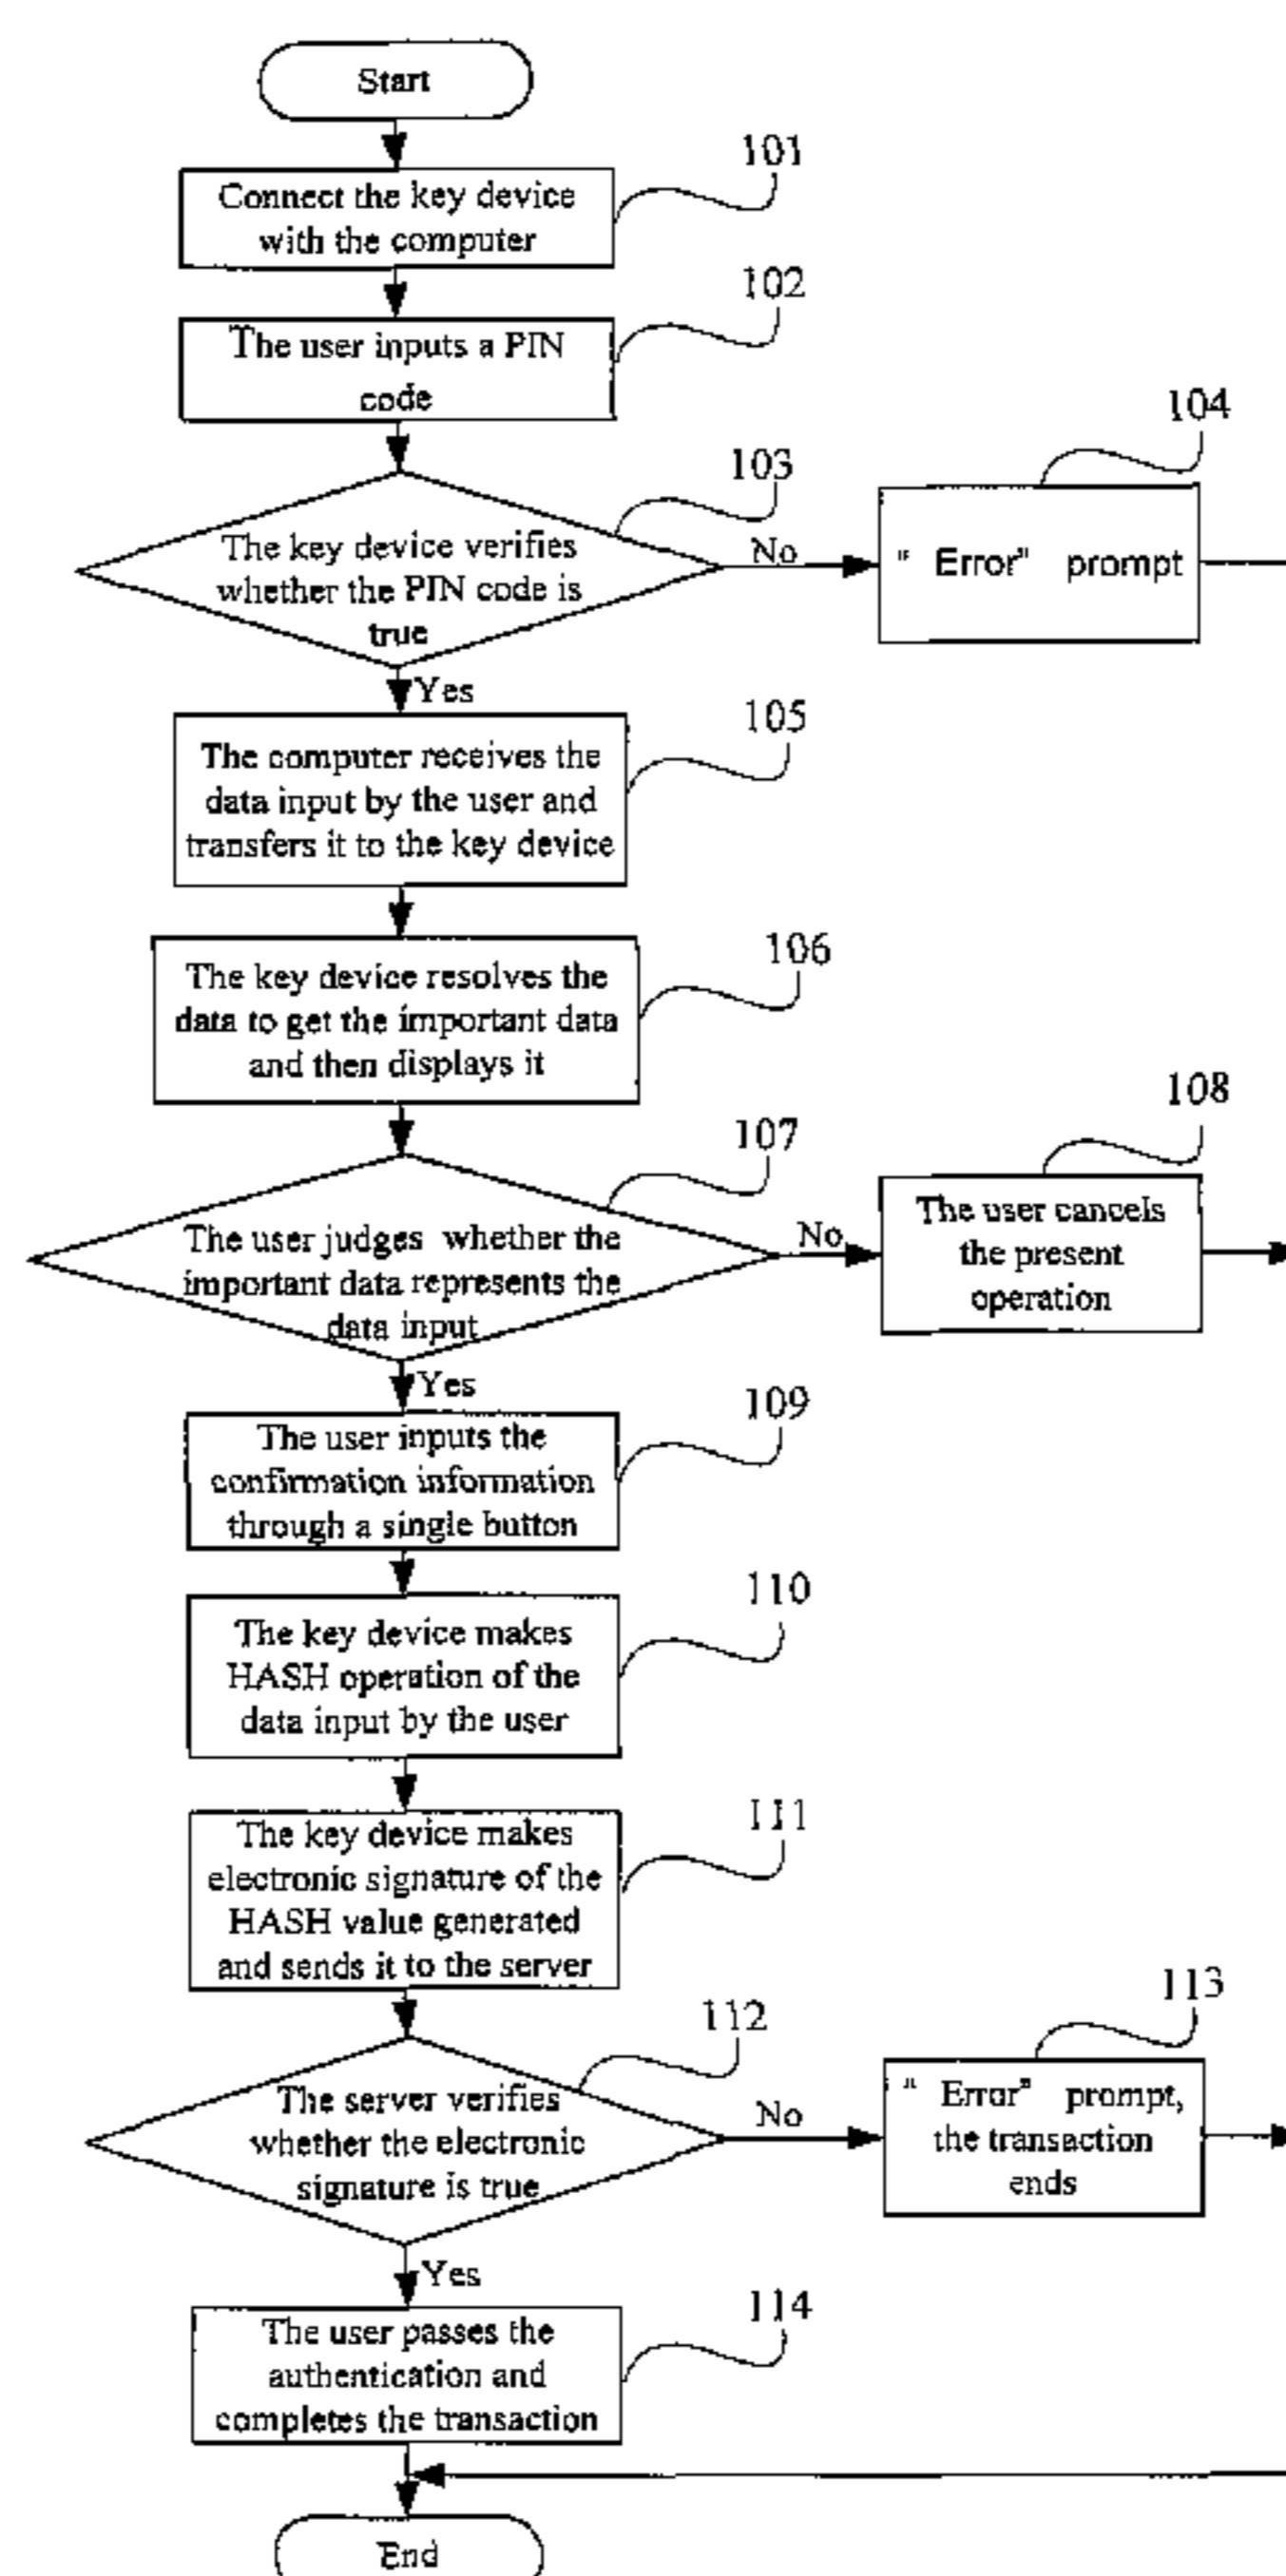 Start
101
Connect the key device
with the computer
102
The user inputs a PIN
code
103
The key device verifies
whether the PIN code is
true
No
104
" Error" prompt
Yes
105
The computer receives the
data input by the user and
transfers it to the key device
106
The key device resolves the
data to get the important data
and then displays it
107
The user judges whether the
important data represents the
data input
No
108
The user cancels
the present
operation
Yes
109
The user inputs the
confirmation information
through a single button
110
The key device makes
HASH operation of the
data input by the user
111
The key device makes
electronic signature of the
HASH value generated
and sends it to the server
112
The server verifies
whether the electronic
signature is true
No
113
" Error" prompt,
the transaction
ends
Yes
114
The user passes the
authentication and
completes the transaction
End